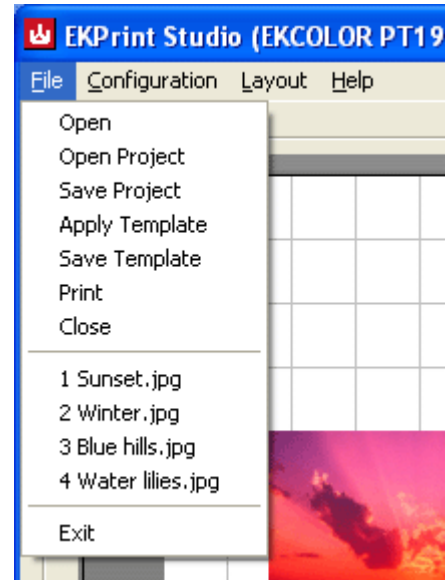 EKPrint Studio (EKCOLOR PT19
File Configuration Layout Help
Open
Open Project
Save Project
Apply Template
Save Template
Print
Close
1 Sunset.jpg
2 Winter.jpg
3 Blue hills.jpg
4 Water lilies.jpg
Exit